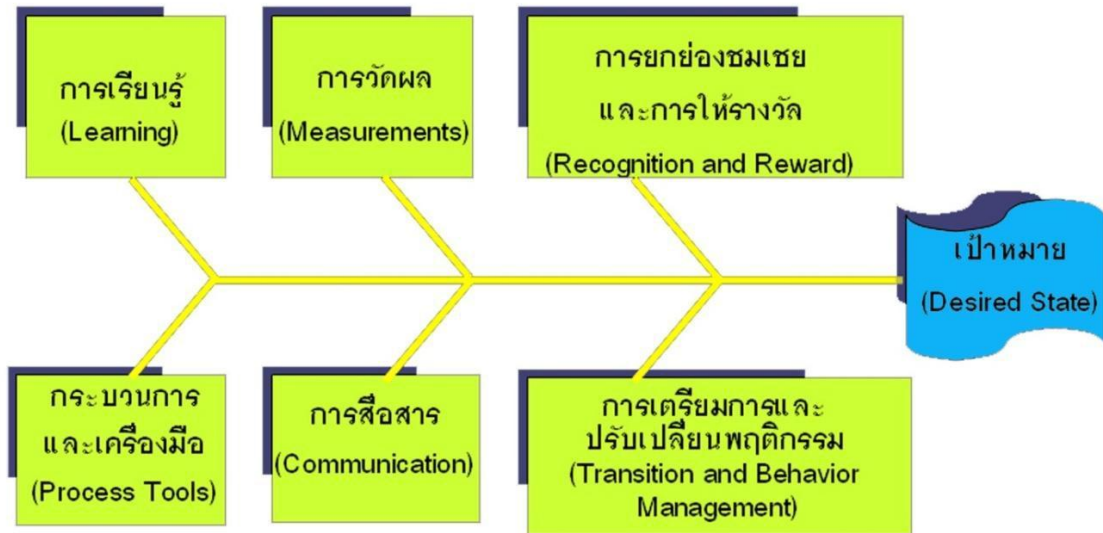 การเรียนรู้
(Learning)
การวัดผล
(Measurements)
การยกย่องชมเชย
และการให้รางวัล
(Recognition and Reward)
เป้าหมาย
(Desired State)
กระบวนการ
และเครื่องมือ
(Process Tools)
การสื่อสาร
(Communication)
การเตรียมการและ
ปรับเปลี่ยนพฤติกรรม
(Transition and Behavior
Management)